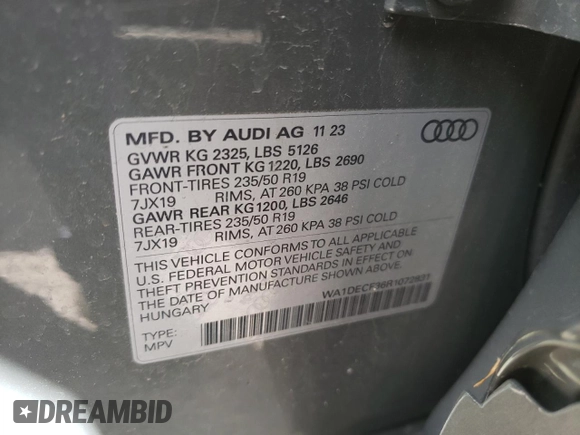 MFD. BY AUDI AG 11 23
GVWR KG 2325, LBS 5126
GAWR FRONT KG 1220, LBS 2690
FRONT-TIRES 235/50 R19
7JX19 RIMS, AT 260 KPA 38 PSI COLD
GAWR REAR KG 1200, LBS 2646
REAR-TIRES 235/50 R19
7JX19 RIMS, AT 260 KPA 38 PSI COLD
THIS VEHICLE CONFORMS TO ALL APPLICABLE
U.S. FEDERAL MOTOR VEHICLE SAFETY AND
THEFT PREVENTION STANDARDS IN EFFECT ON
THE DATE OF MANUFACTURE SHOWN ABOVE.
HUNGARY
TYPE:
MPV
DREAMBID